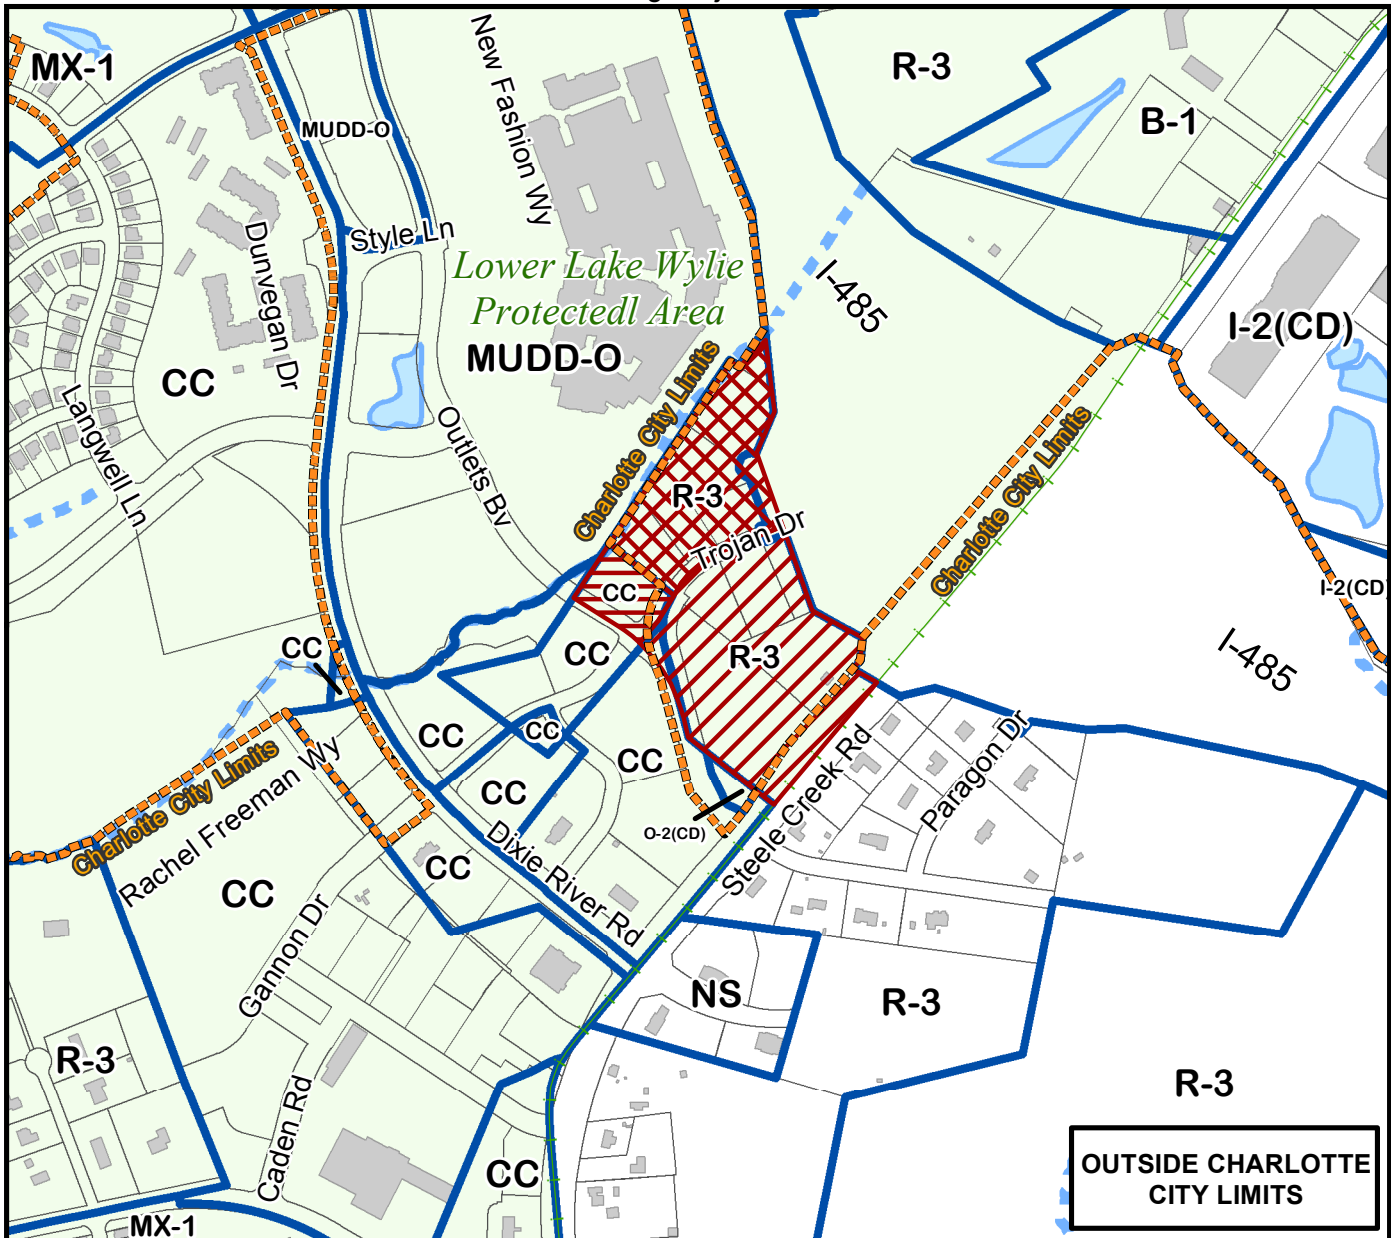 MX-1
MUDD-O
New Fashion Wy
R-3
B-1
Style Ln
Dunvegan Dr
Lower Lake Wylie
Protectedl Area
MUDD-O
I-485
I-2(CD)
CC
Langwell Ln
Outlets Bv
Charlotte City Limits
R-3
Trojan Dr
Charlotte City Limits
CC
I-2(CD
I-485
CC
CC
R-3
CC
CC
CC
CC
Charlotte City Limits
Rachel Freeman Wy
O-2(CD)
Steele Creek Rd
Paragon Dr
Dixie River Rd
CC
CC
Gannon Dr
NS
R-3
R-3
R-3
Caden Rd
CC
MX-1
OUTSIDE CHARLOTTE
CITY LIMITS